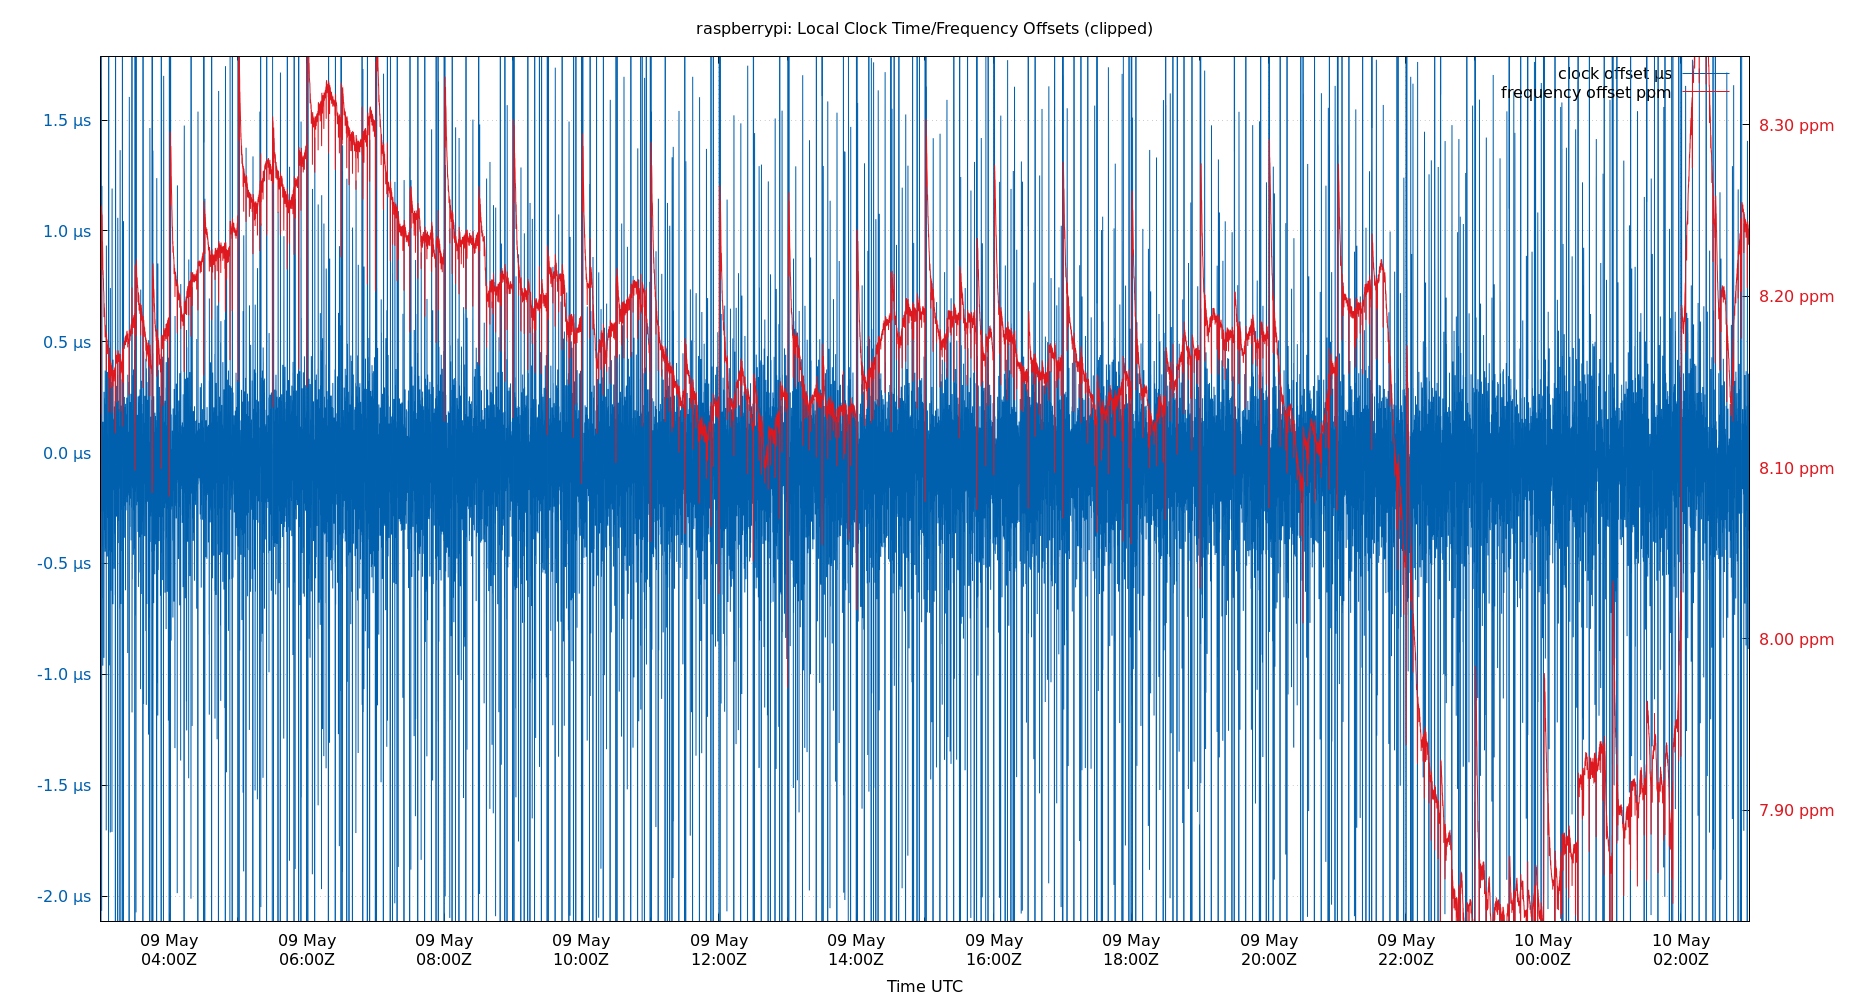 raspberrypi: Local Clock Time/Frequency Offsets (clipped)
clock offset µs
frequency offset ppm
1.5 µs
1.0 µs
0.5 µs
0.0 µs
-0.5 µs
-1.0 µs
-1.5 µs
-2.0 µs
8.30 ppm
8.20 ppm
8.10 ppm
8.00 ppm
7.90 ppm
09 May 09 May 09 May 09 May 09 May 09 May 09 May 09 May 09 May 09 May 10 May 10 May
04:00Z 06:00Z 08:00Z 10:00Z 12:00Z 14:00Z 16:00Z 18:00Z 20:00Z 22:00Z 00:00Z 02:00Z
Time UTC